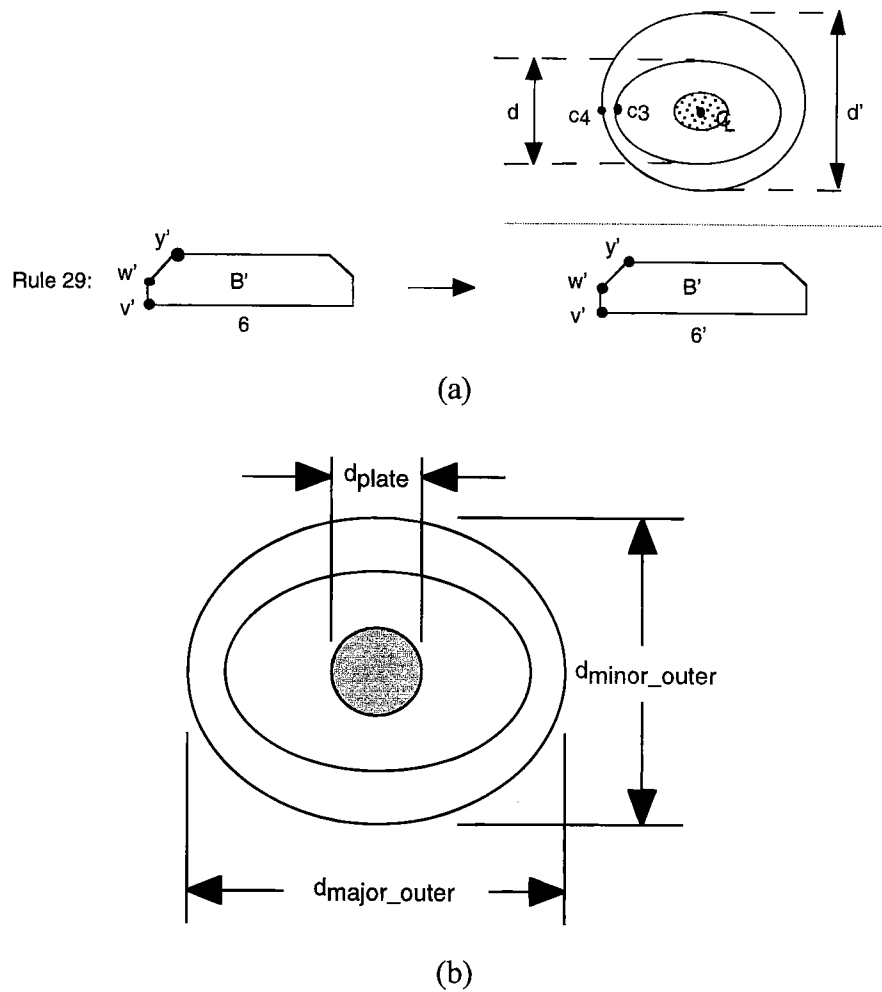 d
c4
c3
℄
d'
Rule 29:
y'
w'
B'
v'
6
y'
w'
B'
v'
6'
(a)
dplate
dminor_outer
dmajor_outer
(b)